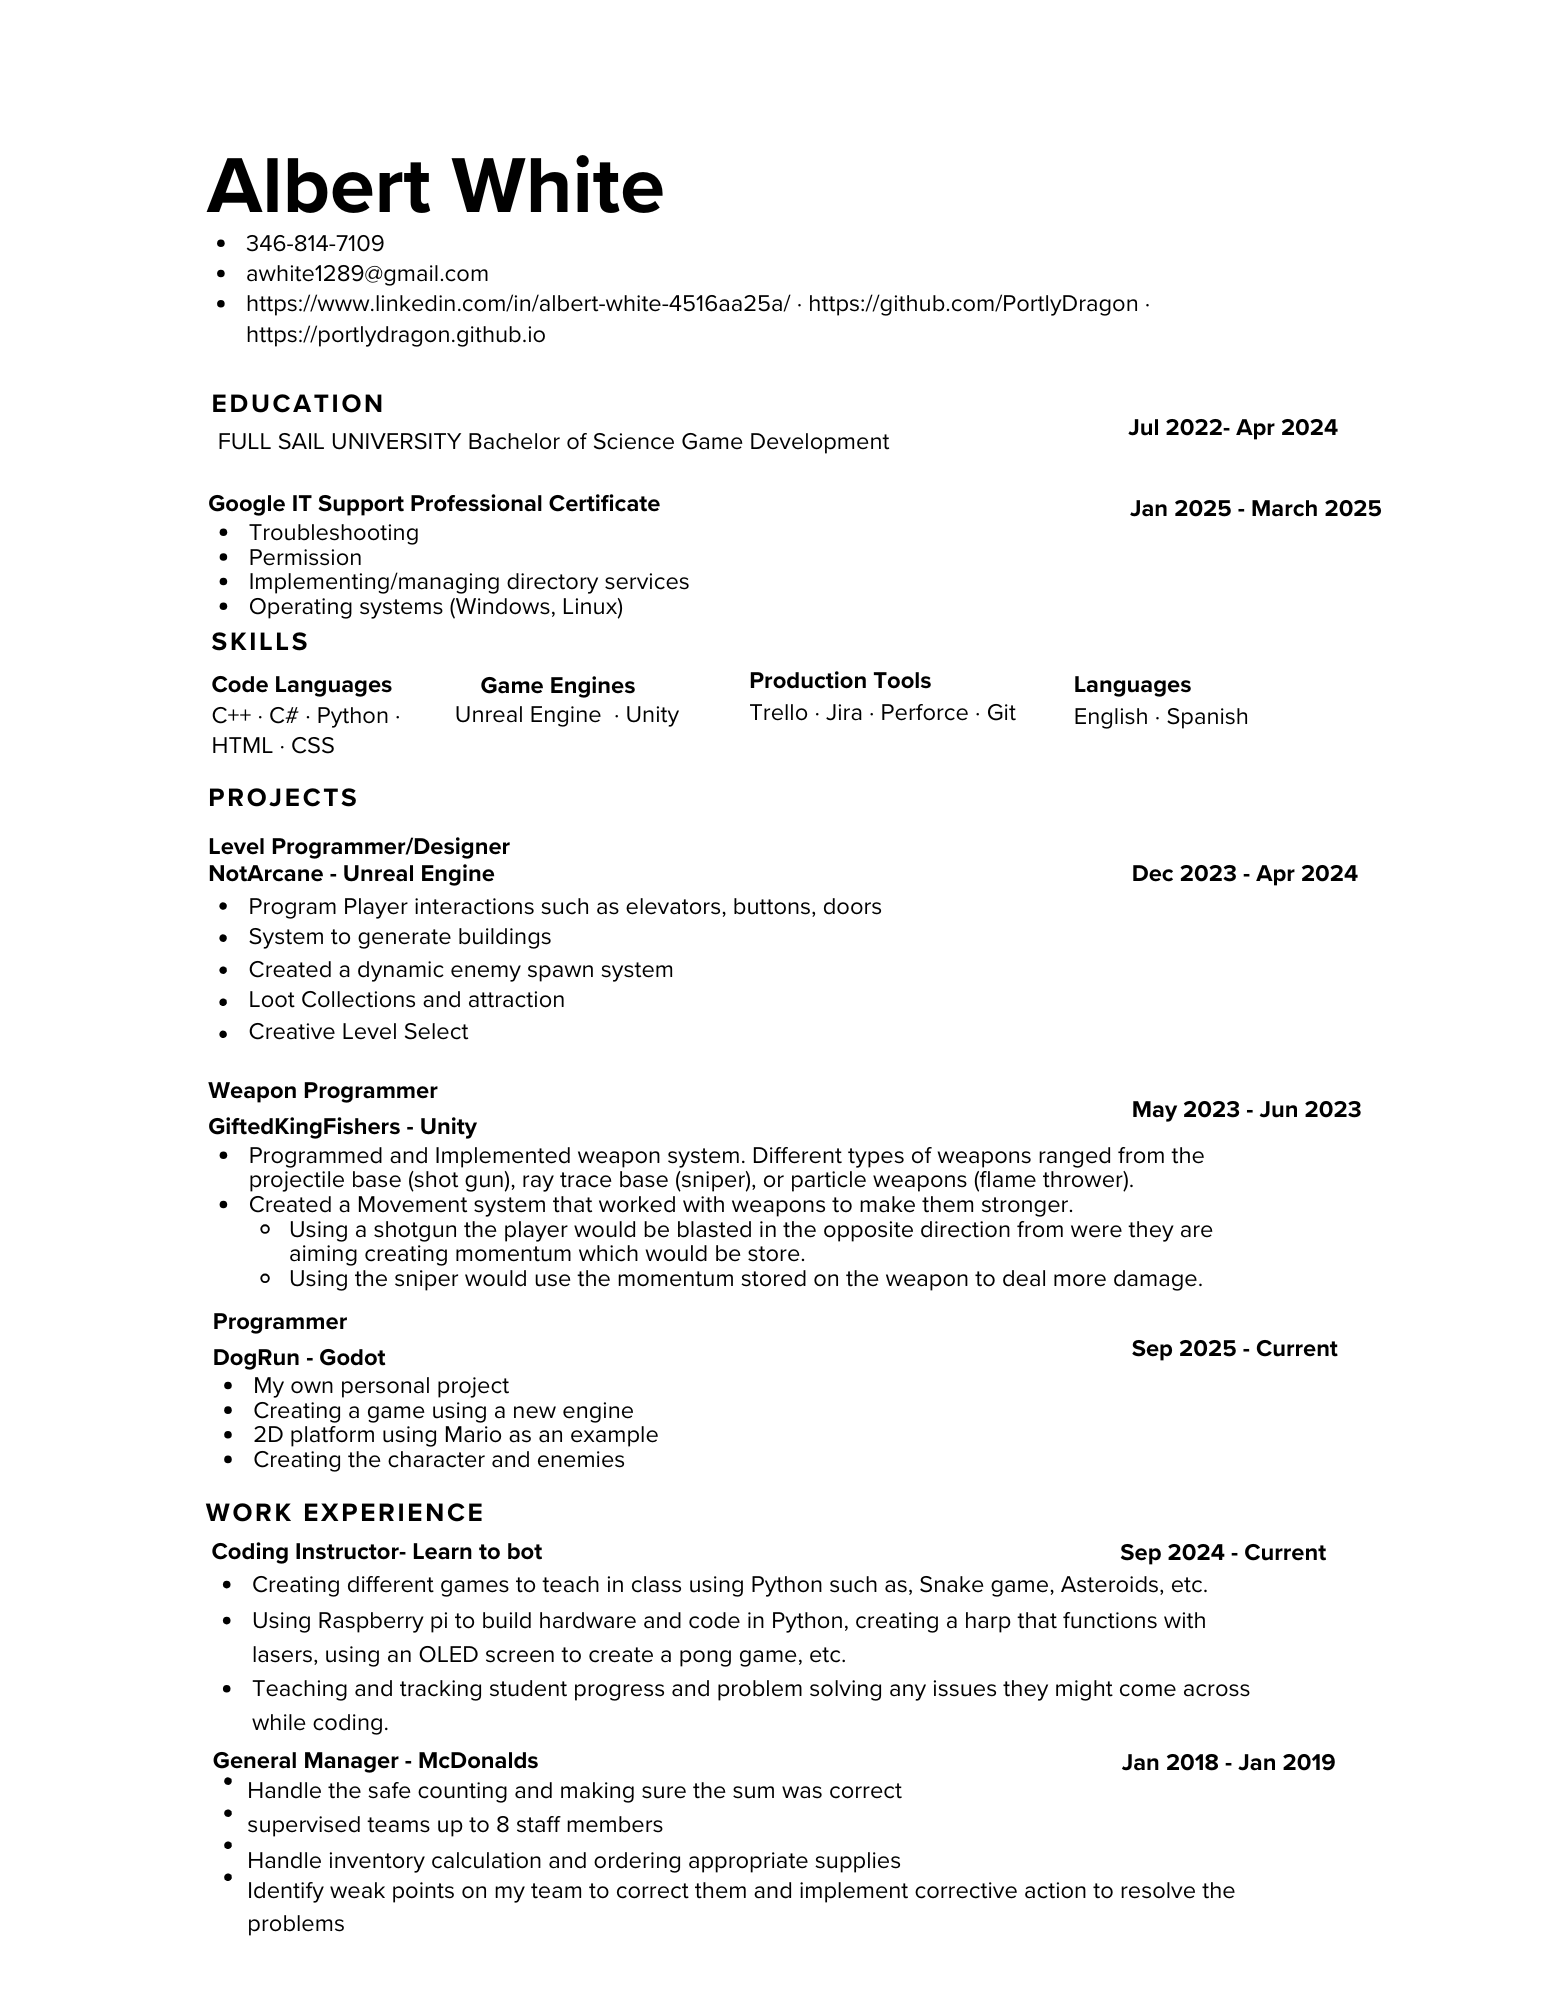 Albert White
• 346-814-7109
• awhite1289@gmail.com
• https://www.linkedin.com/in/albert-white-4516aa25a/ · https://github.com/PortlyDragon ·
https://portlydragon.github.io
EDUCATION
FULL SAIL UNIVERSITY Bachelor of Science Game Development
Jul 2022- Apr 2024
Google IT Support Professional Certificate
Jan 2025 - March 2025
• Troubleshooting
• Permission
• Implementing/managing directory services
• Operating systems (Windows, Linux)
SKILLS
Code Languages
C++ · C# · Python ·
HTML · CSS
Game Engines
Unreal Engine · Unity
Production Tools
Trello · Jira · Perforce · Git
Languages
English · Spanish
PROJECTS
Level Programmer/Designer
NotArcane - Unreal Engine
Dec 2023 - Apr 2024
• Program Player interactions such as elevators, buttons, doors
• System to generate buildings
• Created a dynamic enemy spawn system
• Loot Collections and attraction
• Creative Level Select
Weapon Programmer
GiftedKingFishers - Unity
May 2023 - Jun 2023
• Programmed and Implemented weapon system. Different types of weapons ranged from the
projectile base (shot gun), ray trace base (sniper), or particle weapons (flame thrower).
• Created a Movement system that worked with weapons to make them stronger.
◦ Using a shotgun the player would be blasted in the opposite direction from were they are
aiming creating momentum which would be store.
◦ Using the sniper would use the momentum stored on the weapon to deal more damage.
Programmer
DogRun - Godot
Sep 2025 - Current
• My own personal project
• Creating a game using a new engine
• 2D platform using Mario as an example
• Creating the character and enemies
WORK EXPERIENCE
Coding Instructor- Learn to bot
Sep 2024 - Current
• Creating different games to teach in class using Python such as, Snake game, Asteroids, etc.
• Using Raspberry pi to build hardware and code in Python, creating a harp that functions with
lasers, using an OLED screen to create a pong game, etc.
• Teaching and tracking student progress and problem solving any issues they might come across
while coding.
General Manager - McDonalds
Jan 2018 - Jan 2019
• Handle the safe counting and making sure the sum was correct
• supervised teams up to 8 staff members
• Handle inventory calculation and ordering appropriate supplies
• Identify weak points on my team to correct them and implement corrective action to resolve the
problems